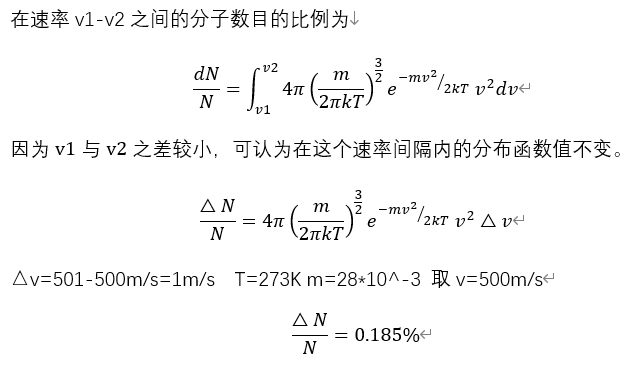 在速率 v1-v2 之间的分子数目的比例为↓
dN/N = ∫_{v1}^{v2} 4π (m/2πkT)^{3/2} e^{-mv²/2kT} v² dv↵
因为 v1 与 v2 之差较小，可认为在这个速率间隔内的分布函数值不变。
△N/N = 4π (m/2πkT)^{3/2} e^{-mv²/2kT} v² △v↵
△v=501-500m/s=1m/s T=273K m=28*10^-3 取 v=500m/s↵
△N/N = 0.185%↵